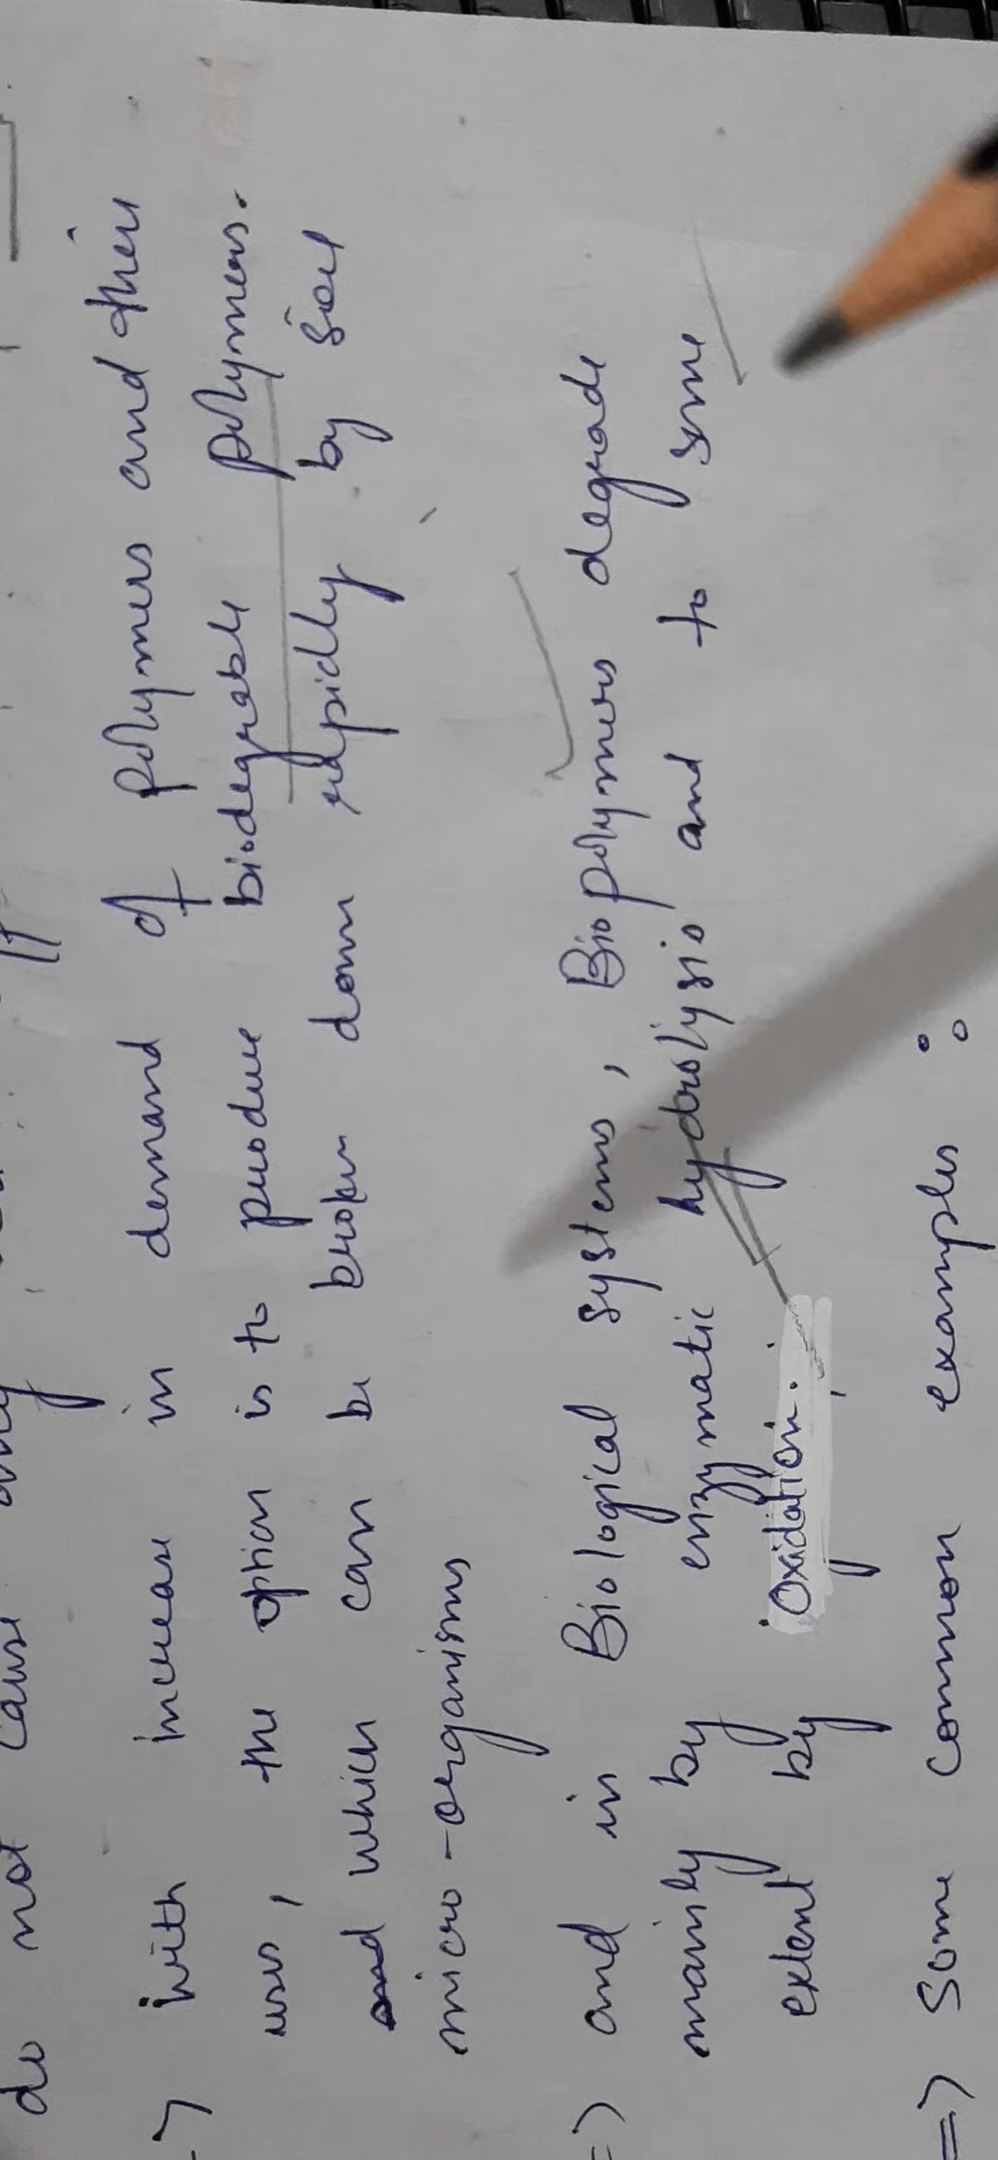 do not cause any
-> with increase in demand of polymers and their
uses, the option is to produce biodegrable polymers.
and which can be broken down rapidly by soil
micro-organisms
=> and in Biological systems, Biopolymers degrade
mainly by enzymatic hydrolysis and to some
extent by Oxidation.
=> Some common examples :